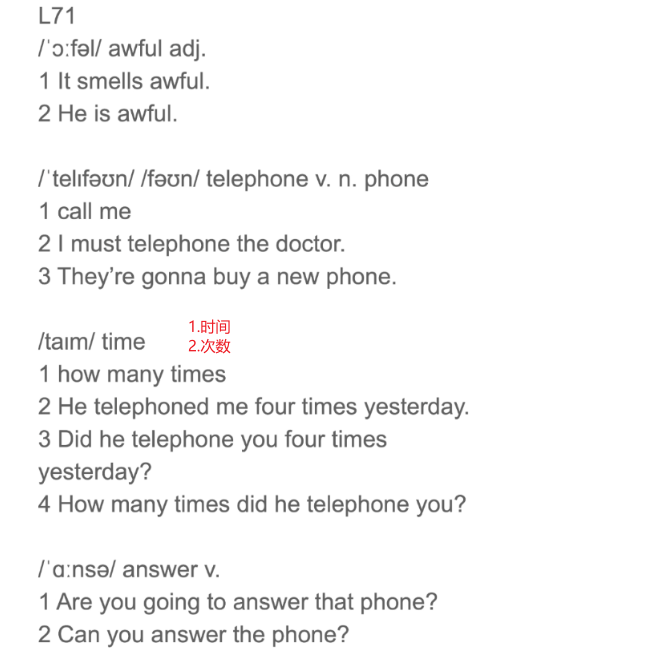 L71
/ˈɔːfəl/ awful adj.
1 It smells awful.
2 He is awful.
/ˈtelɪfəʊn/ /fəʊn/ telephone v. n. phone
1 call me
2 I must telephone the doctor.
3 They’re gonna buy a new phone.
1.时间
/taɪm/ time
2.次数
1 how many times
2 He telephoned me four times yesterday.
3 Did he telephone you four times
yesterday?
4 How many times did he telephone you?
/ˈɑːnsə/ answer v.
1 Are you going to answer that phone?
2 Can you answer the phone?